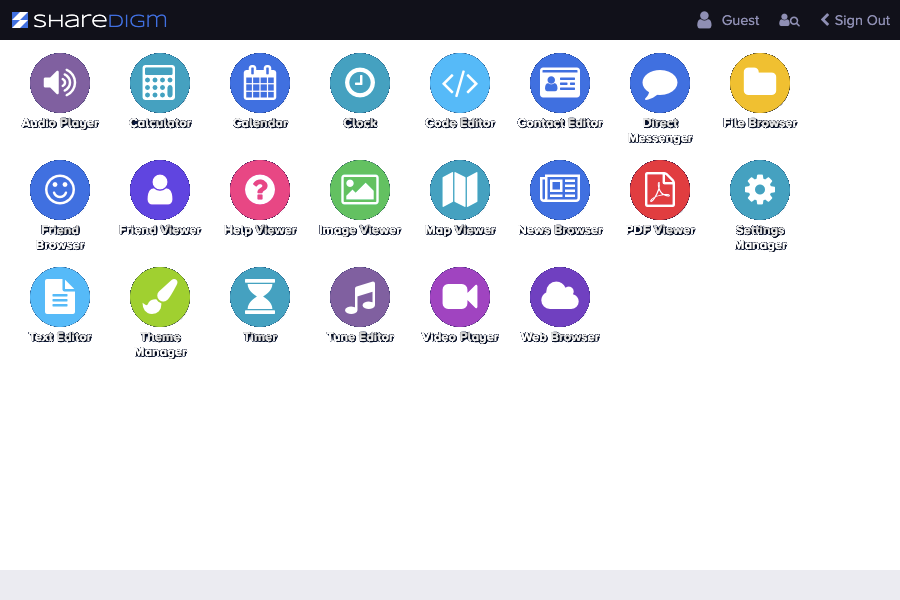 SHAREDIGM Guest Sign Out
Audio Player Calculator Calendar Clock Code Editor Contact Editor Direct Messenger File Browser
Friend Browser Friend Viewer Help Viewer Image Viewer Map Viewer News Browser PDF Viewer Settings Manager
Text Editor Theme Manager Timer Tune Editor Video Player Web Browser